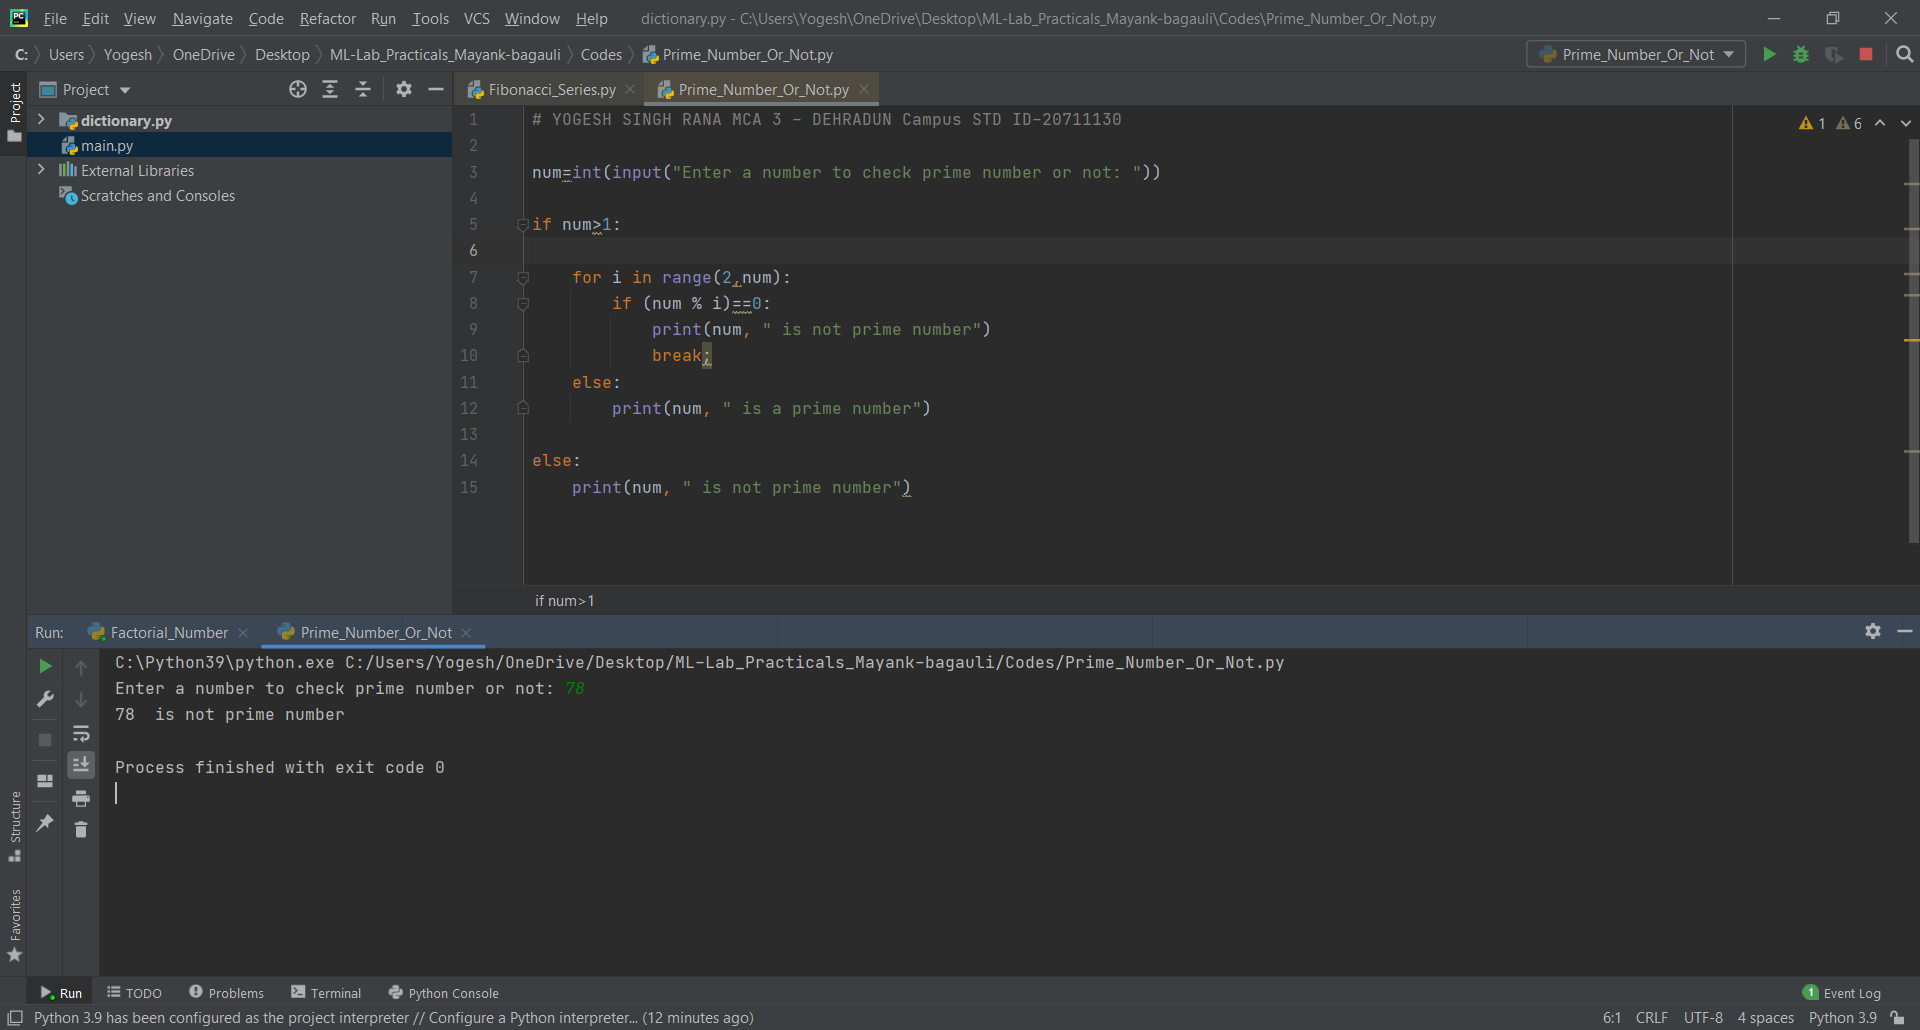 File Edit View Navigate Code Refactor Run Tools VCS Window Help dictionary.py - C:\Users\Yogesh\OneDrive\Desktop\ML-Lab_Practicals_Mayank-bagauli\Codes\Prime_Number_Or_Not.py
C: Users Yogesh OneDrive Desktop ML-Lab_Practicals_Mayank-bagauli Codes Prime_Number_Or_Not.py Prime_Number_Or_Not
Project
Project
dictionary.py
main.py
External Libraries
Scratches and Consoles
Fibonacci_Series.py Prime_Number_Or_Not.py
1 # YOGESH SINGH RANA MCA 3 - DEHRADUN Campus STD ID-20711130
1 6
2
3 num=int(input("Enter a number to check prime number or not: "))
4
5 if num>1:
6
7 for i in range(2,num):
8 if (num % i)==0:
9 print(num, " is not prime number")
10 break;
11 else:
12 print(num, " is a prime number")
13
14 else:
15 print(num, " is not prime number")
if num>1
Run: Factorial_Number Prime_Number_Or_Not
C:\Python39\python.exe C:/Users/Yogesh/OneDrive/Desktop/ML-Lab_Practicals_Mayank-bagauli/Codes/Prime_Number_Or_Not.py
Enter a number to check prime number or not: 78
78  is not prime number
Process finished with exit code 0
Structure
Favorites
Run TODO Problems Terminal Python Console 1 Event Log
Python 3.9 has been configured as the project interpreter // Configure a Python interpreter... (12 minutes ago) 6:1 CRLF UTF-8 4 spaces Python 3.9